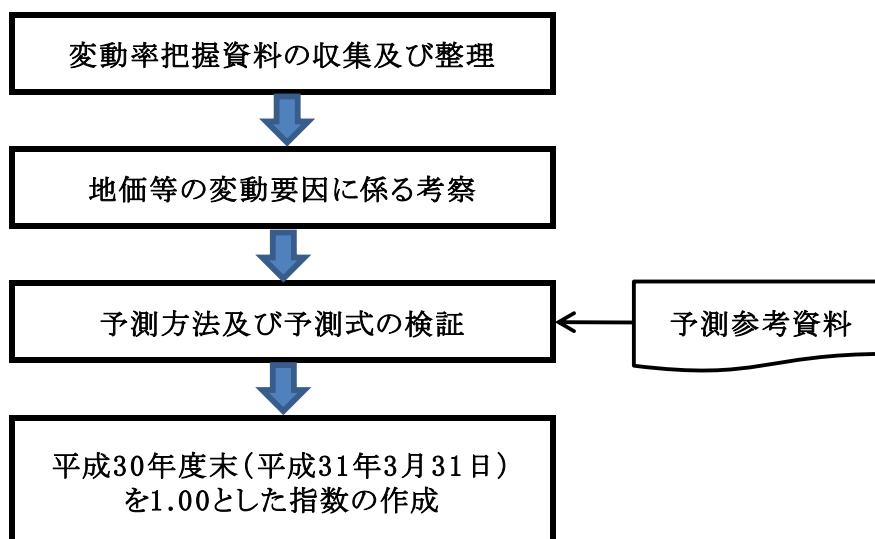 変動率把握資料の収集及び整理
地価等の変動要因に係る考察
予測方法及び予測式の検証
予測参考資料
平成30年度末(平成31年3月31日)
を1.00とした指数の作成